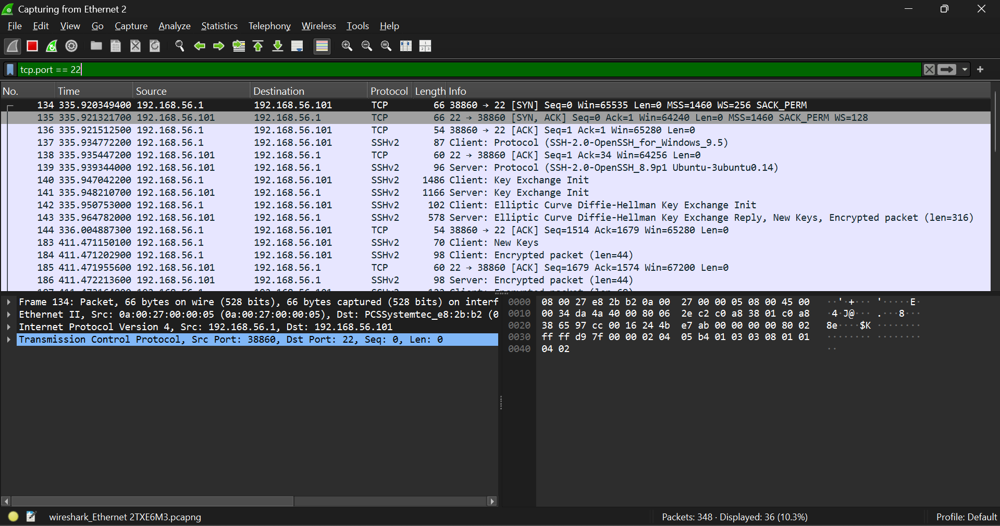 Capturing from Ethernet 2
File Edit View Go Capture Analyze Statistics Telephony Wireless Tools Help
tcp.port == 22
No. Time Source Destination Protocol Length Info
134 335.920349400 192.168.56.1 192.168.56.101 TCP 66 38860 → 22 [SYN] Seq=0 Win=65535 Len=0 MSS=1460 WS=256 SACK_PERM
135 335.921321700 192.168.56.101 192.168.56.1 TCP 66 22 → 38860 [SYN, ACK] Seq=0 Ack=1 Win=64240 Len=0 MSS=1460 SACK_PERM WS=128
136 335.921512500 192.168.56.1 192.168.56.101 TCP 54 38860 → 22 [ACK] Seq=1 Ack=1 Win=65280 Len=0
137 335.934772200 192.168.56.1 192.168.56.101 SSHv2 87 Client: Protocol (SSH-2.0-OpenSSH_for_Windows_9.5)
138 335.935447200 192.168.56.101 192.168.56.1 TCP 60 22 → 38860 [ACK] Seq=1 Ack=34 Win=64256 Len=0
139 335.939344000 192.168.56.101 192.168.56.1 SSHv2 96 Server: Protocol (SSH-2.0-OpenSSH_8.9p1 Ubuntu-3ubuntu0.14)
140 335.947042200 192.168.56.1 192.168.56.101 SSHv2 1486 Client: Key Exchange Init
141 335.948210700 192.168.56.101 192.168.56.1 SSHv2 1166 Server: Key Exchange Init
142 335.950753000 192.168.56.1 192.168.56.101 SSHv2 102 Client: Elliptic Curve Diffie-Hellman Key Exchange Init
143 335.964782000 192.168.56.101 192.168.56.1 SSHv2 578 Server: Elliptic Curve Diffie-Hellman Key Exchange Reply, New Keys, Encrypted packet (len=316)
144 336.004887300 192.168.56.1 192.168.56.101 TCP 54 38860 → 22 [ACK] Seq=1514 Ack=1679 Win=65280 Len=0
183 411.471150100 192.168.56.1 192.168.56.101 SSHv2 70 Client: New Keys
184 411.471202900 192.168.56.1 192.168.56.101 SSHv2 98 Client: Encrypted packet (len=44)
185 411.471955600 192.168.56.101 192.168.56.1 TCP 60 22 → 38860 [ACK] Seq=1679 Ack=1574 Win=67200 Len=0
186 411.472213600 192.168.56.101 192.168.56.1 SSHv2 98 Server: Encrypted packet (len=44)
Frame 134: Packet, 66 bytes on wire (528 bits), 66 bytes captured (528 bits) on interf
Ethernet II, Src: 0a:00:27:00:00:05 (0a:00:27:00:00:05), Dst: PCSSystemtec_e8:2b:b2 (0
Internet Protocol Version 4, Src: 192.168.56.1, Dst: 192.168.56.101
Transmission Control Protocol, Src Port: 38860, Dst Port: 22, Seq: 0, Len: 0
0000 08 00 27 e8 2b b2 0a 00 27 00 00 05 08 00 45 00 ··'·+··· '·····E·
0010 00 34 da 4a 40 00 80 06 2e c2 c0 a8 38 01 c0 a8 ·4·J@··· .···8···
0020 38 65 97 cc 00 16 24 4b e7 ab 00 00 00 00 80 02 8e····$K ········
0030 ff ff d9 7f 00 00 02 04 05 b4 01 03 03 08 01 01 ········ ········
0040 04 02 ··
wireshark_Ethernet 2TXE6M3.pcapng Packets: 348 · Displayed: 36 (10.3%) Profile: Default